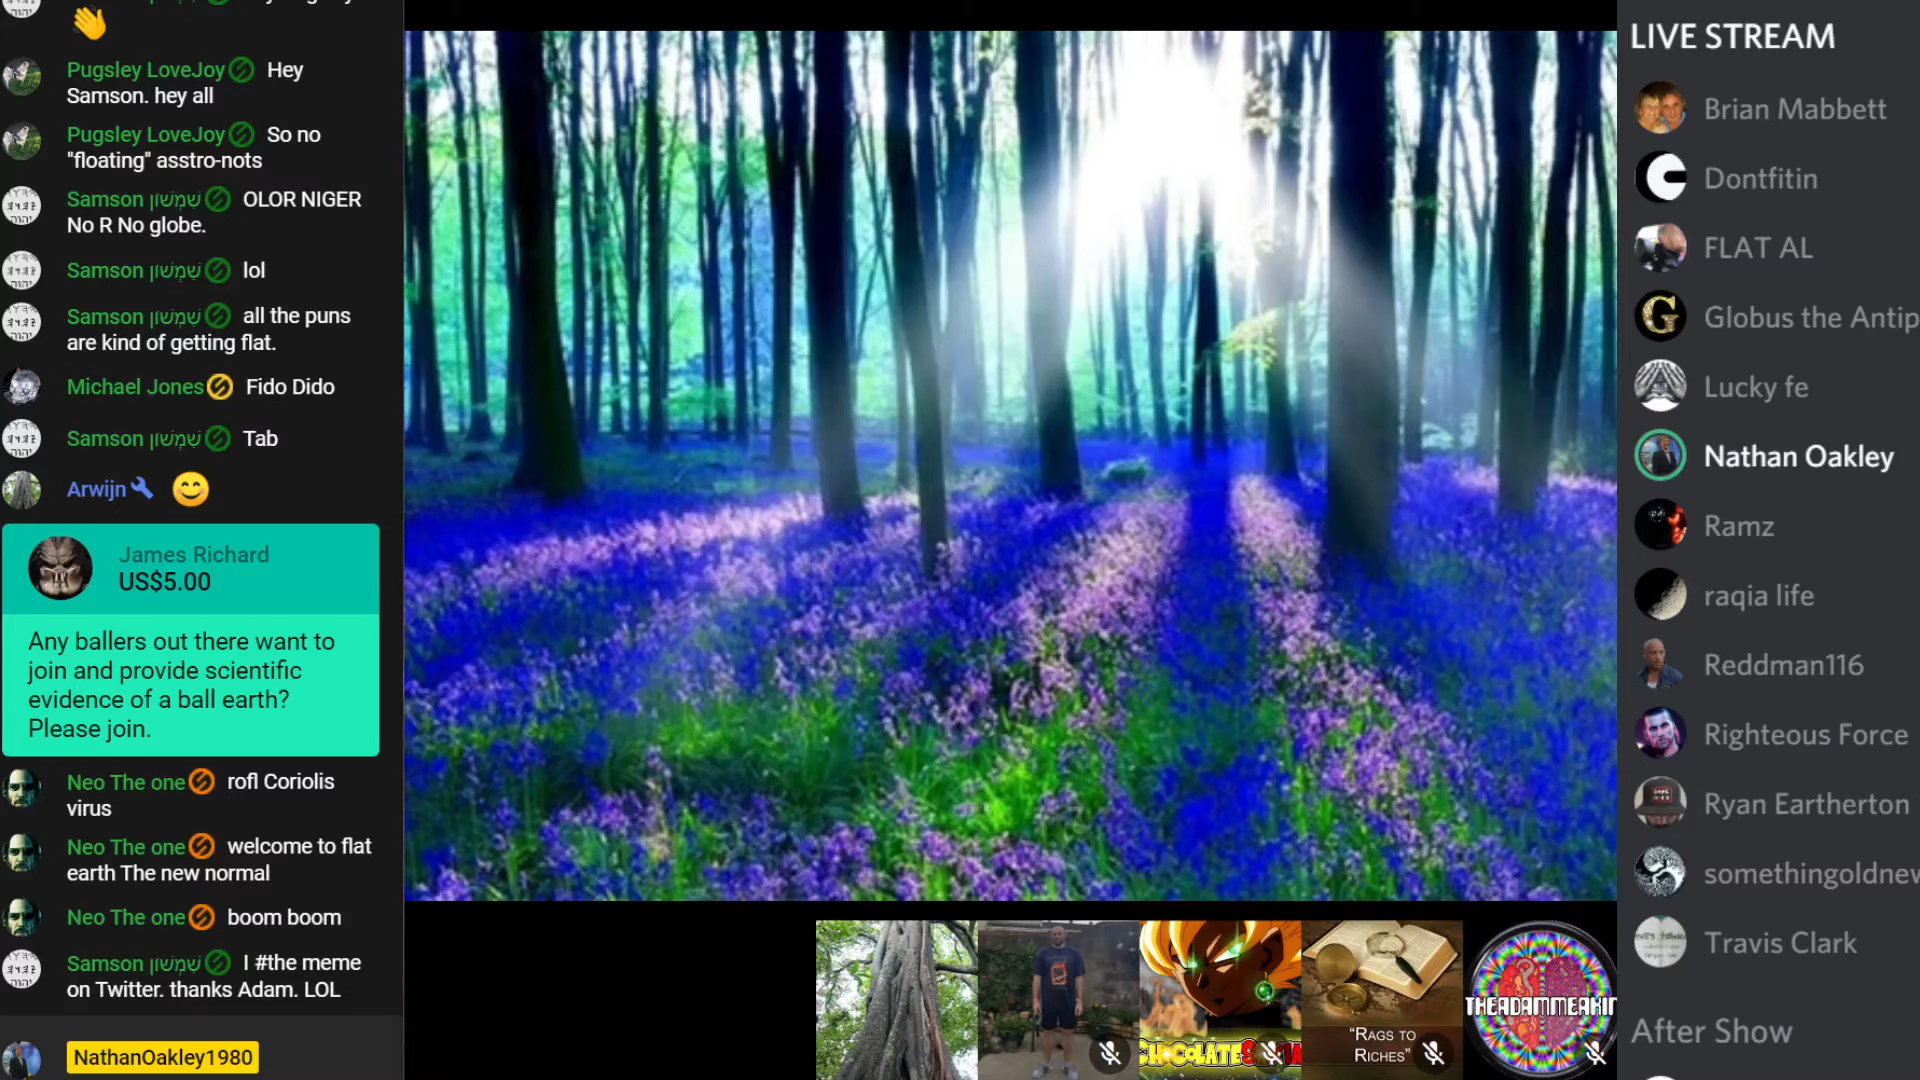 Pugsley LoveJoy Hey
Samson. hey all
Pugsley LoveJoy So no
"floating" asstro-nots
Samson שִׁמְשׁוֹן| OLOR NIGER
No R No globe.
Samson שִׁמְשׁוֹן| lol
Samson שִׁמְשׁוֹן| all the puns
are kind of getting flat.
Michael Jones Fido Dido
Samson שִׁמְשׁוֹן| Tab
Arwijn 😊
James Richard
US$5.00
Any ballers out there want to
join and provide scientific
evidence of a ball earth?
Please join.
Neo The one rofl Coriolis
virus
Neo The one welcome to flat
earth The new normal
Neo The one boom boom
Samson שִׁמְשׁוֹן| I #the meme
on Twitter. thanks Adam. LOL
NathanOakley1980
"RAGS TO
RICHES"
THEADAMMEAKIN
LIVE STREAM
Brian Mabbett
Dontfitin
FLAT AL
Globus the Antip
Lucky fe
Nathan Oakley
Ramz
raqia life
Reddman116
Righteous Force
Ryan Eartherton
somethingoldnew
Travis Clark
After Show